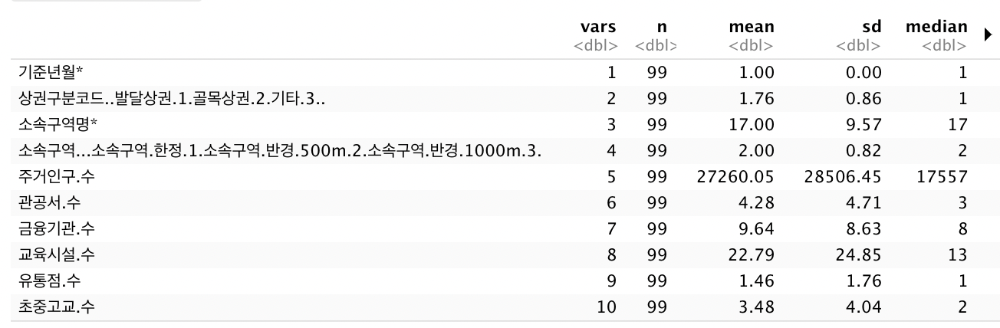 vars n mean sd median
<dbl> <dbl> <dbl> <dbl> <dbl>
기준년월* 1 99 1.00 0.00 1
상권구분코드..발달상권.1.골목상권.2.기타.3.. 2 99 1.76 0.86 1
소속구역명* 3 99 17.00 9.57 17
소속구역...소속구역.한정.1.소속구역.반경.500m.2.소속구역.반경.1000m.3. 4 99 2.00 0.82 2
주거인구.수 5 99 27260.05 28506.45 17557
관공서.수 6 99 4.28 4.71 3
금융기관.수 7 99 9.64 8.63 8
교육시설.수 8 99 22.79 24.85 13
유통점.수 9 99 1.46 1.76 1
초중고교.수 10 99 3.48 4.04 2